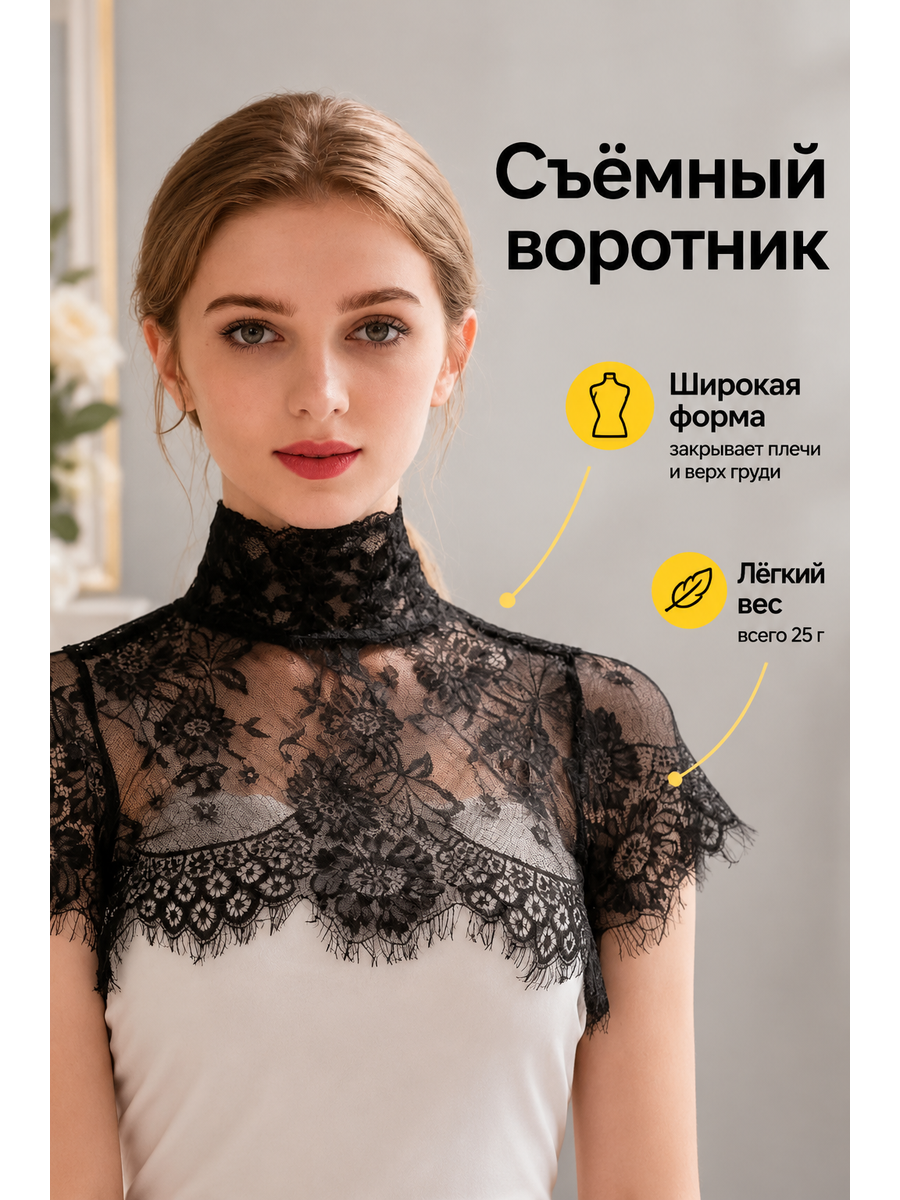 Съёмный
воротник
Широкая
форма
закрывает плечи
и верх груди
Лёгкий
вес
всего 25 г